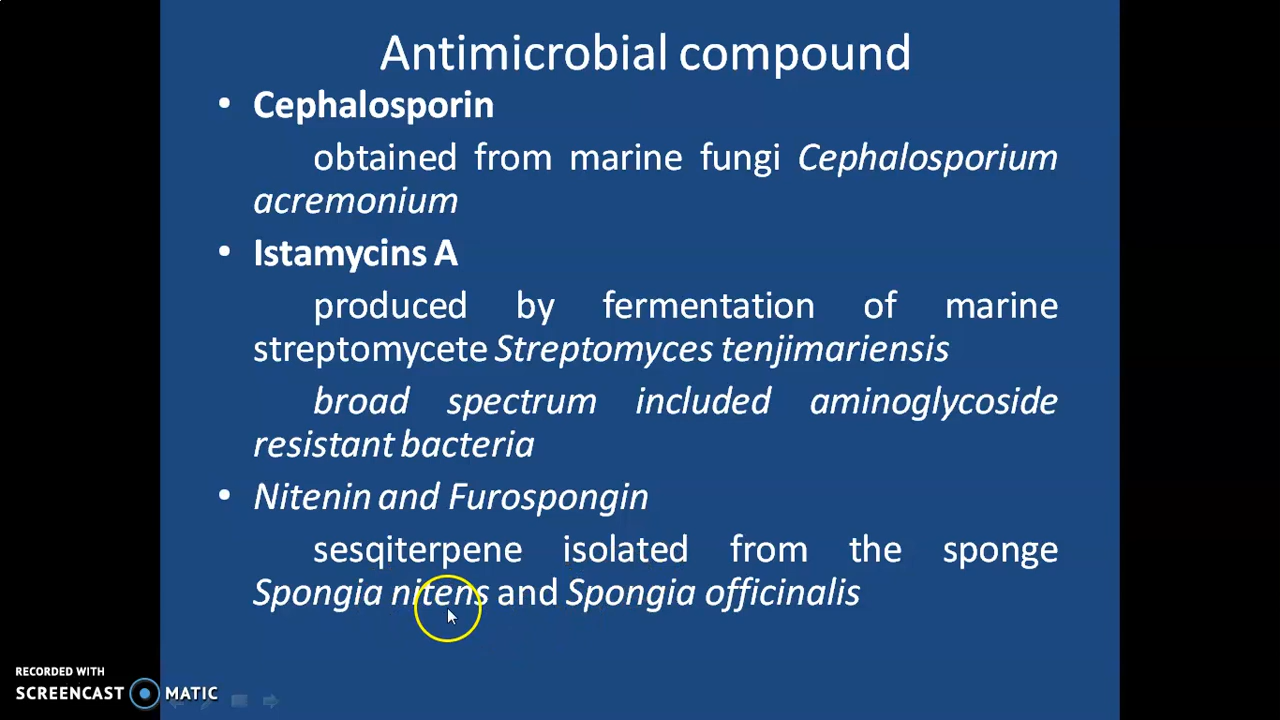 Antimicrobial compound
• Cephalosporin
obtained from marine fungi Cephalosporium
acremonium
• Istamycins A
produced by fermentation of marine
streptomycete Streptomyces tenjimariensis
broad spectrum included aminoglycoside
resistant bacteria
• Nitenin and Furospongin
sesqiterpene isolated from the sponge
Spongia nitens and Spongia officinalis
RECORDED WITH
SCREENCAST MATIC